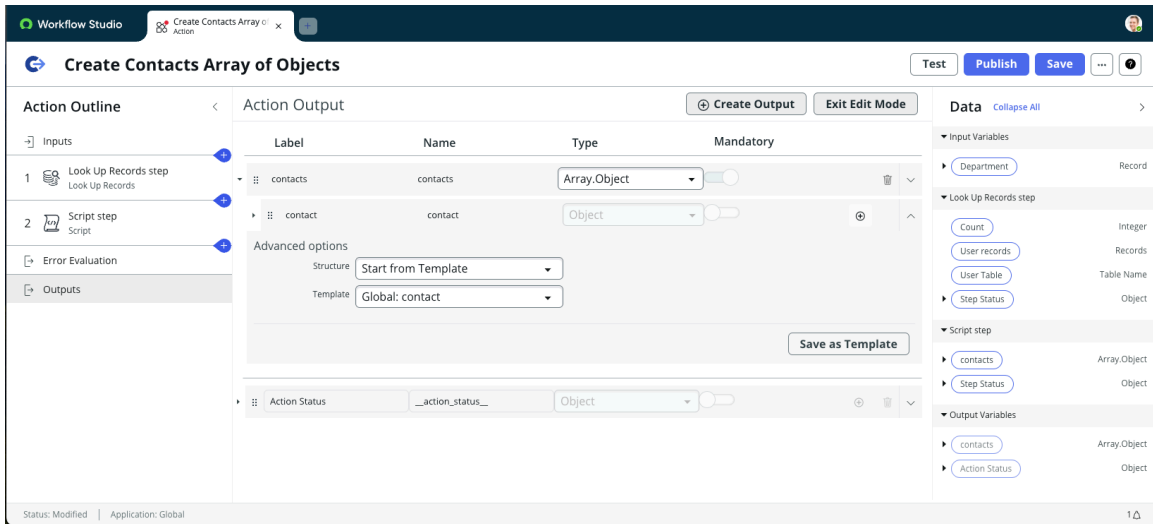 Workflow Studio
Create Contacts Array of
Action
Create Contacts Array of Objects
Test
Publish
Save
Action Outline
Inputs
1
Look Up Records step
Look Up Records
2
Script step
Script
Error Evaluation
Outputs
Action Output
Create Output
Exit Edit Mode
Label Name Type Mandatory
contacts contacts Array.Object
contact contact Object
Advanced options
Structure Start from Template
Template Global: contact
Save as Template
Action Status __action_status__ Object
Data Collapse All
Input Variables
Department Record
Look Up Records step
Count Integer
User records Records
User Table Table Name
Step Status Object
Script step
contacts Array.Object
Step Status Object
Output Variables
contacts Array.Object
Action Status Object
Status: Modified | Application: Global
1